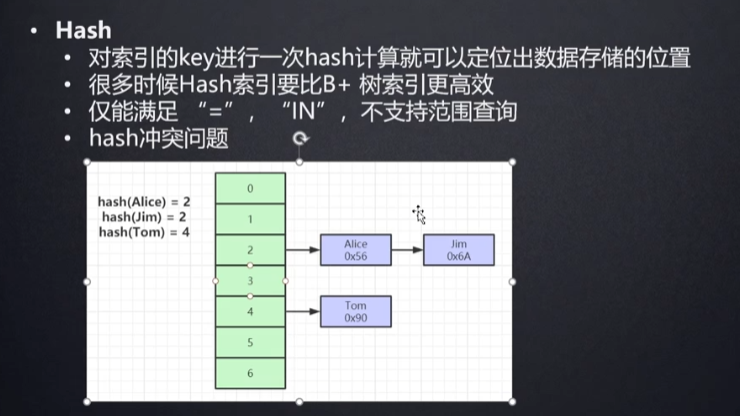 Hash
对索引的key进行一次hash计算就可以定位出数据存储的位置
很多时候Hash索引要比B+ 树索引更高效
仅能满足 “=”，“IN”，不支持范围查询
hash冲突问题
hash(Alice) = 2
hash(Jim) = 2
hash(Tom) = 4
0
1
2
3
4
5
6
Alice
0x56
Jim
0x6A
Tom
0x90